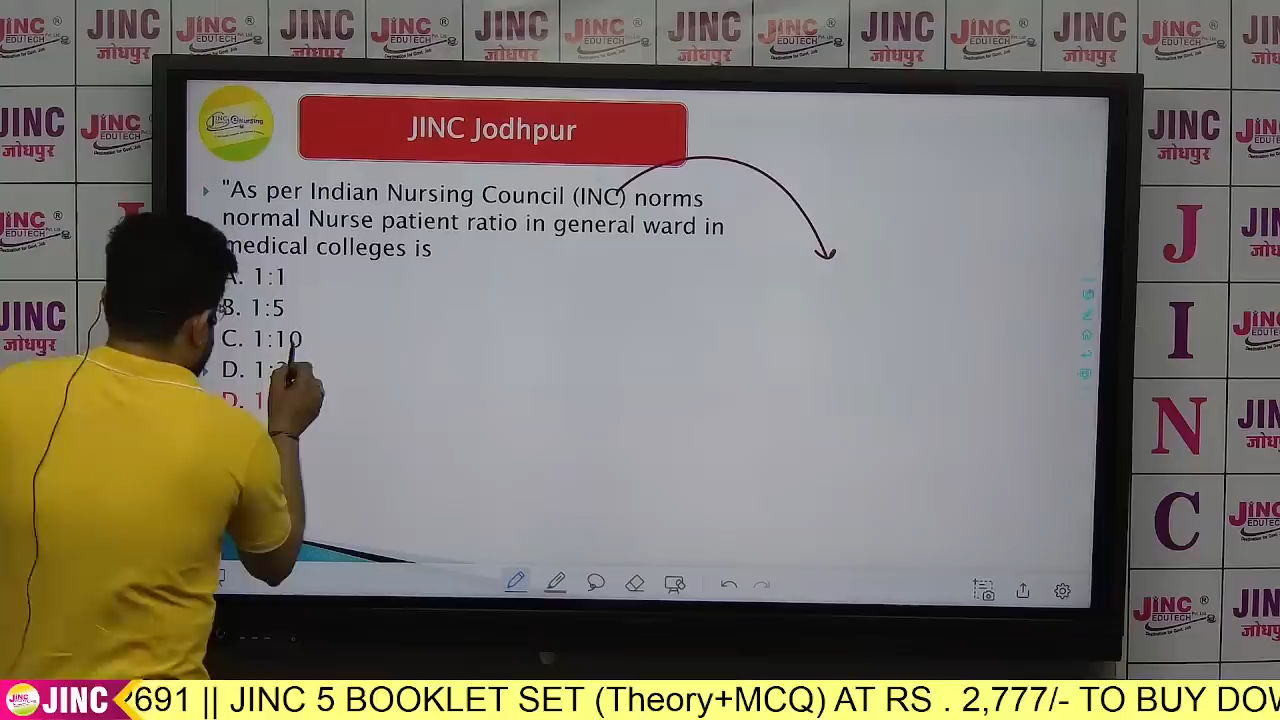 JINC Jodhpur
"As per Indian Nursing Council (INC) norms
normal Nurse patient ratio in general ward in
medical colleges is
A. 1:1
B. 1:5
C. 1:10
D. 1:
D. 1
J
I
N
C
JINC
EDUTECH
जोधपुर
JINC 2691 || JINC 5 BOOKLET SET (Theory+MCQ) AT RS . 2,777/- TO BUY DOW